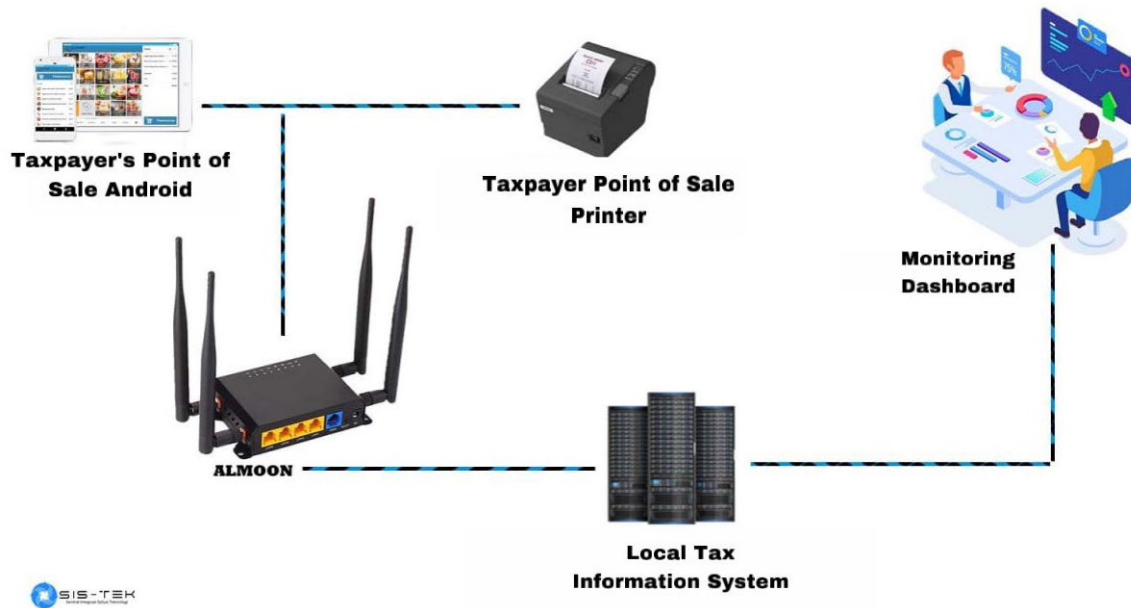 Taxpayer's Point of
Sale Android
Taxpayer Point of Sale
Printer
75%
Monitoring
Dashboard
ALMOON
Local Tax
Information System
SIS-TEK